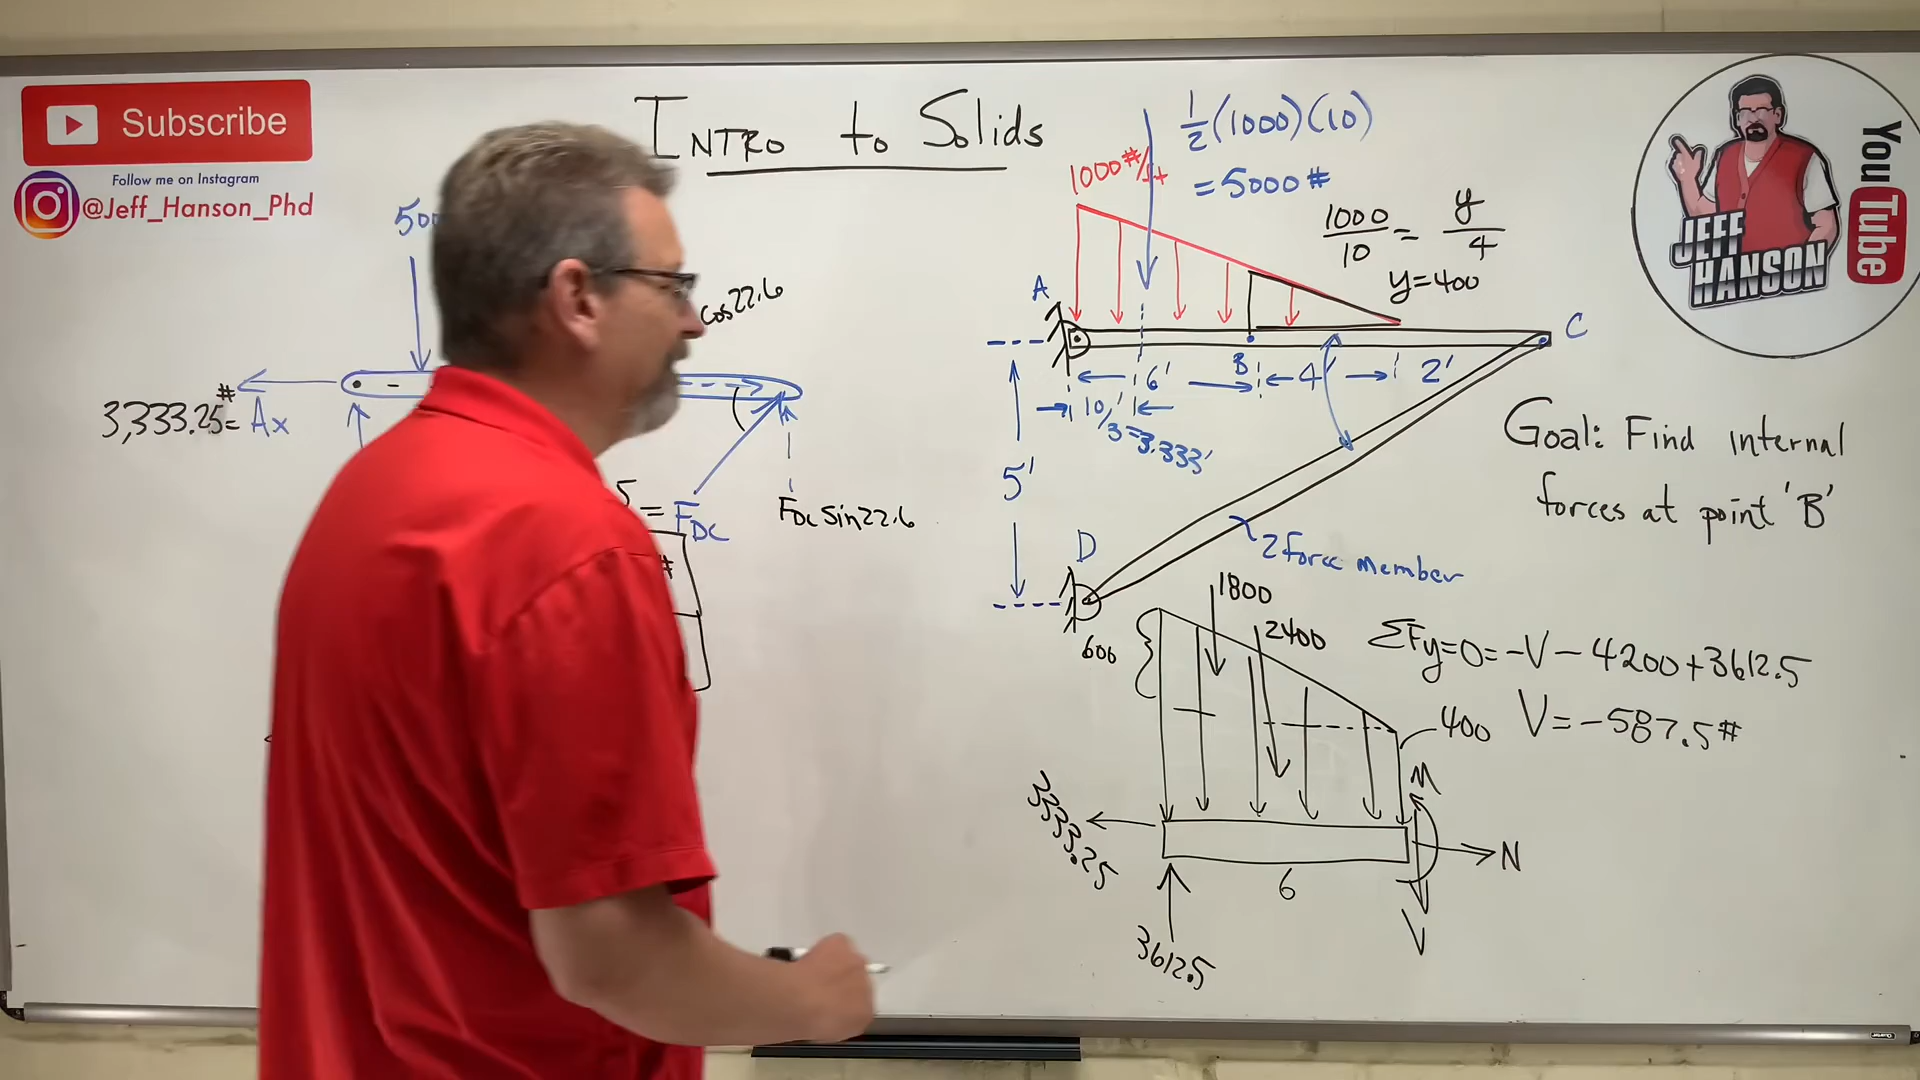 Subscribe
Follow me on Instagram
@Jeff_Hanson_Phd
INTRO to Solids
1000#/ft
½(1000)(10)
=5000#
1000/10 = y/4
y=400
JEFF
HANSON
YouTube
500
cos22.6
3,333.25#= Ax
5 = FDC
#
FDC sin22.6
A
B
C
D
6'
4'
2'
10/3'=3.333'
5'
2 force member
Goal: Find internal
forces at point 'B'
1800
2400
600
400
ΣFy=0=-V-4200+3612.5
V=-587.5#
M
N
V
3333.25
6
3612.5